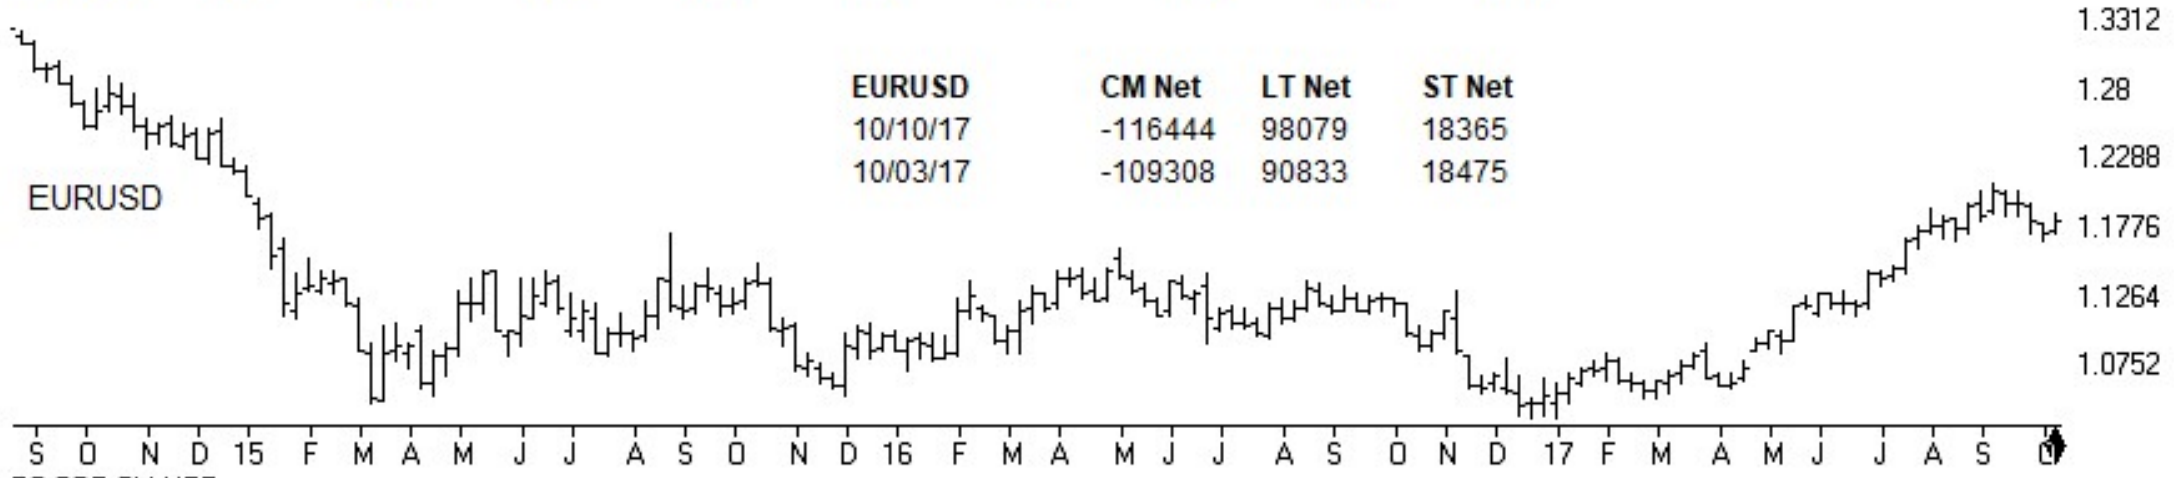 1.3312
EURUSD CM Net LT Net ST Net
1.28
10/10/17 -116444 98079 18365
10/03/17 -109308 90833 18475
1.2288
EURUSD
1.1776
1.1264
1.0752
S O N D 15 F M A M J J A S O N D 16 F M A M J J A S O N D 17 F M A M J J A S